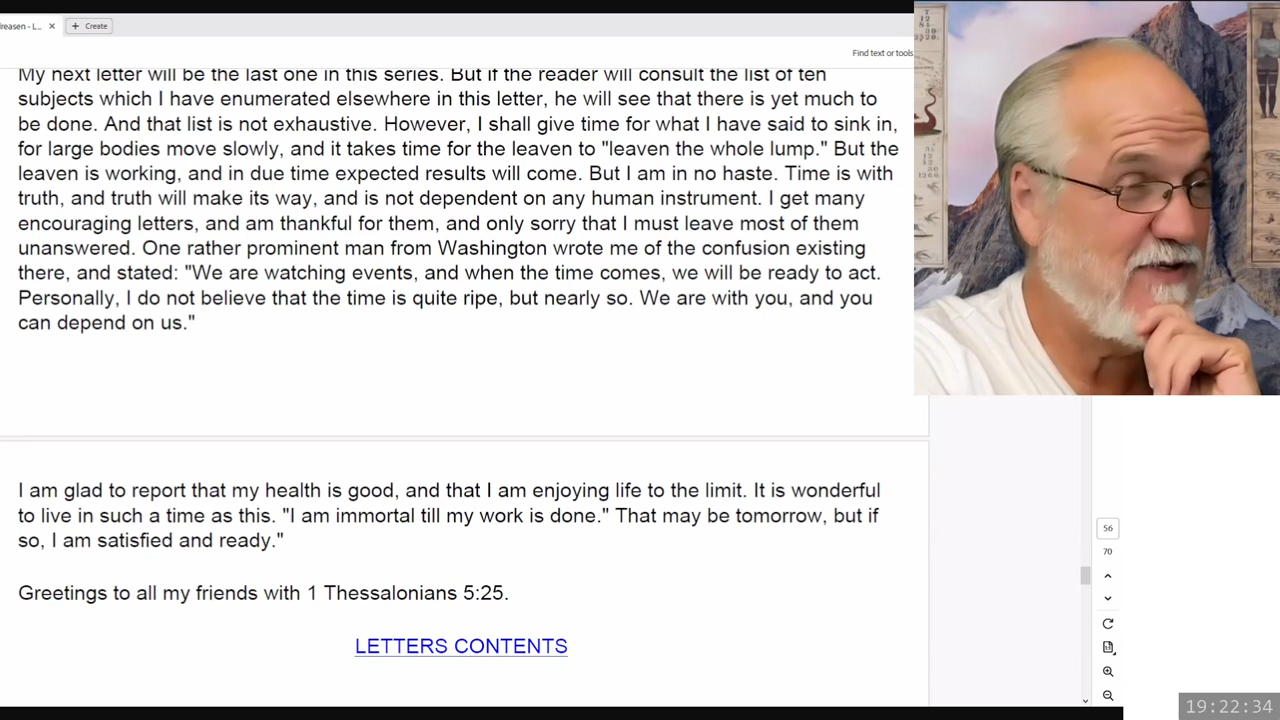 reasen - L...
Create
Find text or tools
My next letter will be the last one in this series. But if the reader will consult the list of ten
subjects which I have enumerated elsewhere in this letter, he will see that there is yet much to
be done. And that list is not exhaustive. However, I shall give time for what I have said to sink in,
for large bodies move slowly, and it takes time for the leaven to "leaven the whole lump." But the
leaven is working, and in due time expected results will come. But I am in no haste. Time is with
truth, and truth will make its way, and is not dependent on any human instrument. I get many
encouraging letters, and am thankful for them, and only sorry that I must leave most of them
unanswered. One rather prominent man from Washington wrote me of the confusion existing
there, and stated: "We are watching events, and when the time comes, we will be ready to act.
Personally, I do not believe that the time is quite ripe, but nearly so. We are with you, and you
can depend on us."
I am glad to report that my health is good, and that I am enjoying life to the limit. It is wonderful
to live in such a time as this. "I am immortal till my work is done." That may be tomorrow, but if
so, I am satisfied and ready."
Greetings to all my friends with 1 Thessalonians 5:25.
LETTERS CONTENTS
56
70
19:22:34